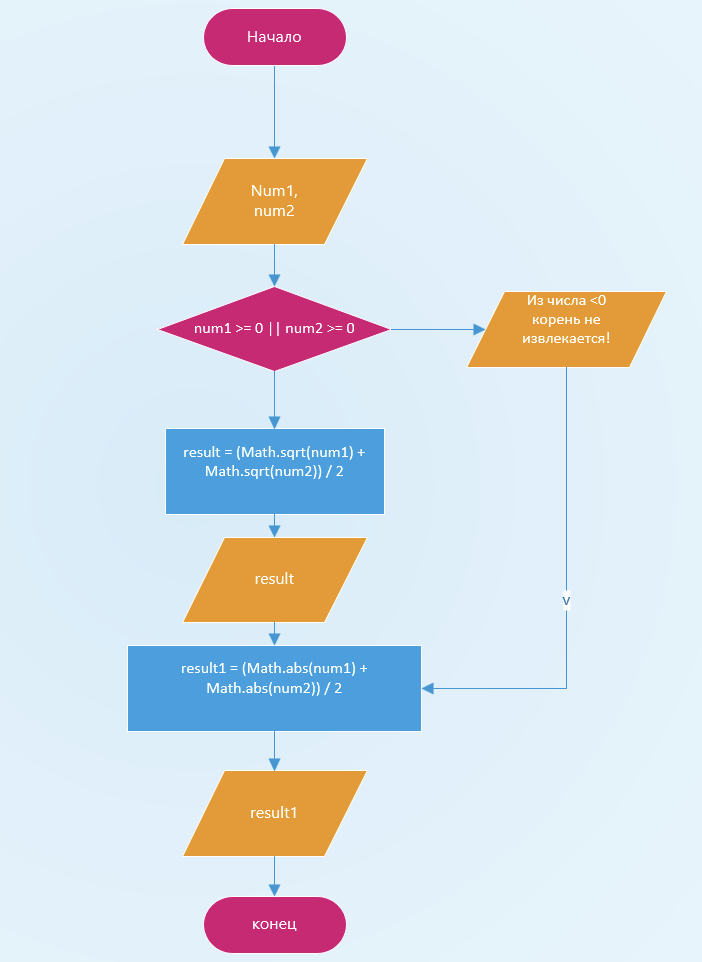 Начало
Num1,
num2
num1 >= 0 || num2 >= 0
Из числа <0
корень не
извлекается!
result = (Math.sqrt(num1) +
Math.sqrt(num2)) / 2
result
v
result1 = (Math.abs(num1) +
Math.abs(num2)) / 2
result1
конец